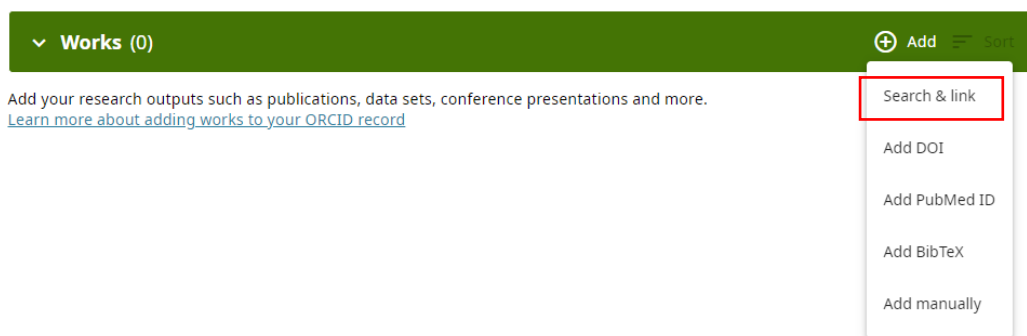 Works (0)
Add
Sort
Add your research outputs such as publications, data sets, conference presentations and more.
Learn more about adding works to your ORCID record
Search & link
Add DOI
Add PubMed ID
Add BibTeX
Add manually